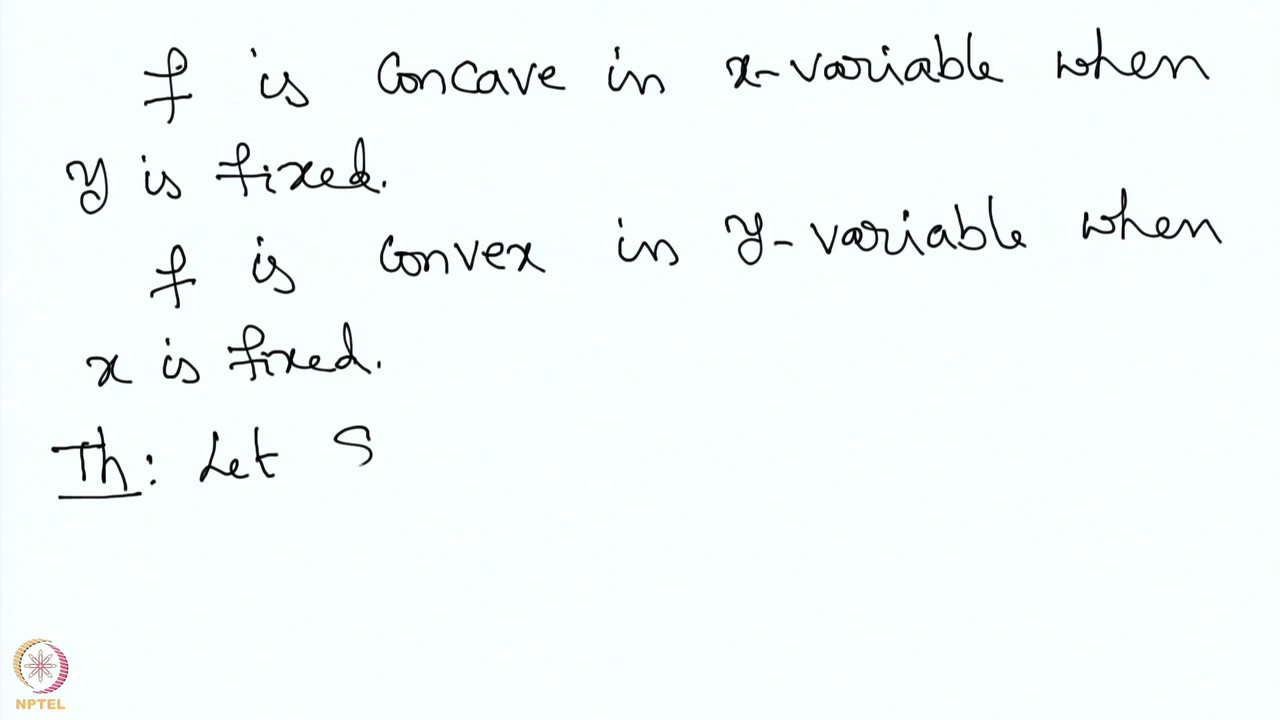 f is concave in x-variable when
y is fixed.
f is convex in y-variable when
x is fixed.
Th: Let S
NPTEL